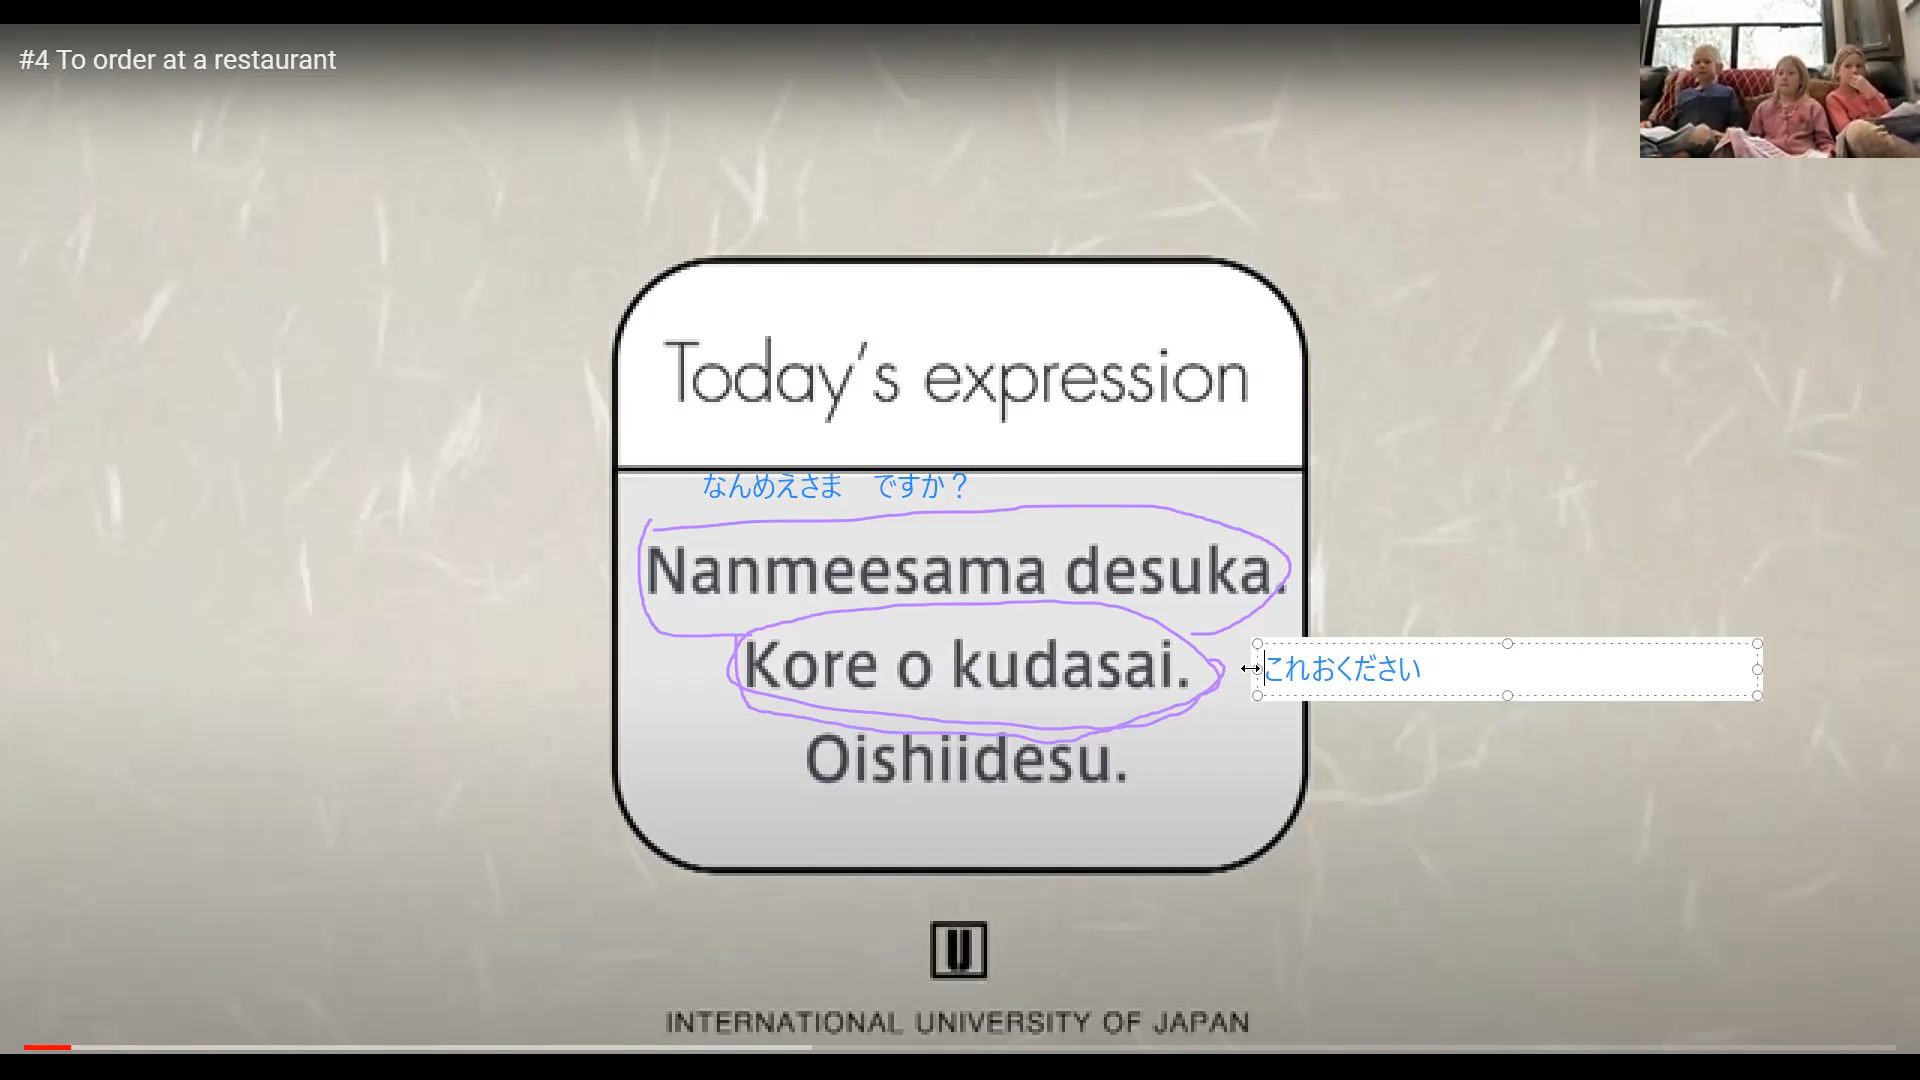 #4 To order at a restaurant
Today's expression
なんめえさま　ですか？
Nanmeesama desuka.
Kore o kudasai.
これおください
Oishiidesu.
INTERNATIONAL UNIVERSITY OF JAPAN